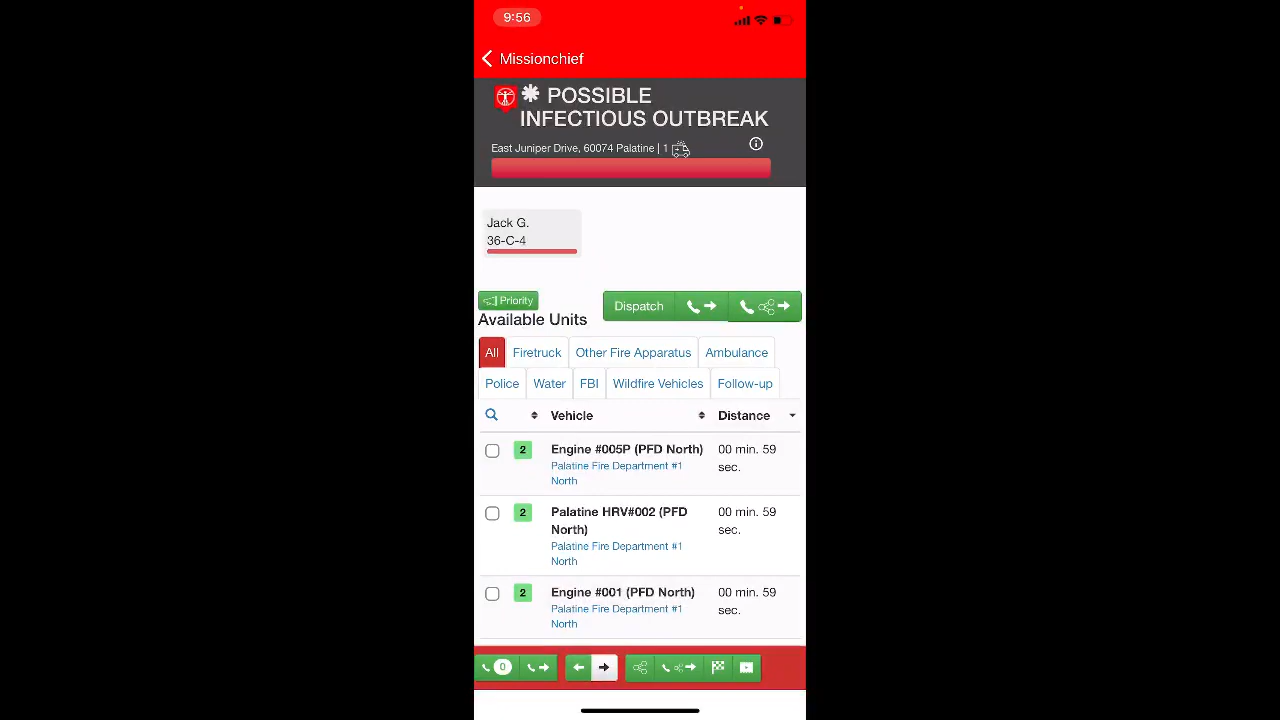 9:56
Missionchief
POSSIBLE
INFECTIOUS OUTBREAK
East Juniper Drive, 60074 Palatine | 1
Jack G.
36-C-4
Priority
Dispatch
Available Units
All Firetruck Other Fire Apparatus Ambulance
Police Water FBI Wildfire Vehicles Follow-up
Vehicle Distance
2 Engine #005P (PFD North) 00 min. 59
Palatine Fire Department #1 sec.
North
2 Palatine HRV#002 (PFD 00 min. 59
North) sec.
Palatine Fire Department #1
North
2 Engine #001 (PFD North) 00 min. 59
Palatine Fire Department #1 sec.
North
0